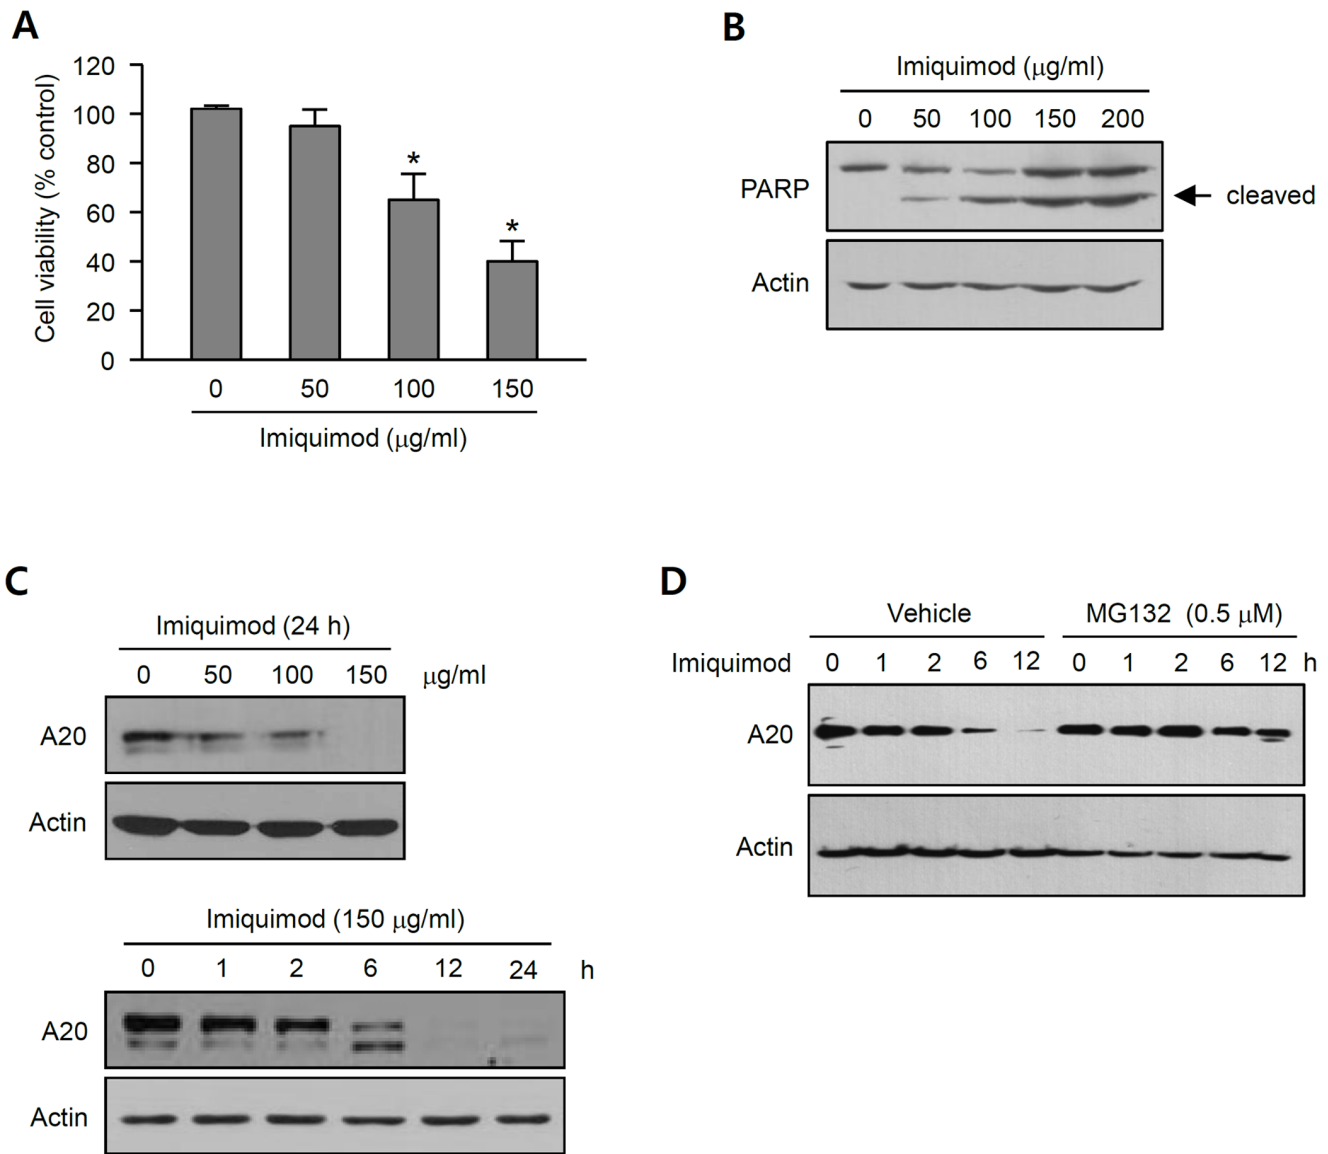 A
Cell viability (% control)
120
100
80
60
40
20
0
*
*
0 50 100 150
Imiquimod (μg/ml)
B
Imiquimod (μg/ml)
0 50 100 150 200
PARP
cleaved
Actin
C
Imiquimod (24 h)
0 50 100 150 μg/ml
A20
Actin
Imiquimod (150 μg/ml)
0 1 2 6 12 24 h
A20
Actin
D
Vehicle MG132 (0.5 μM)
Imiquimod 0 1 2 6 12 0 1 2 6 12 h
A20
Actin